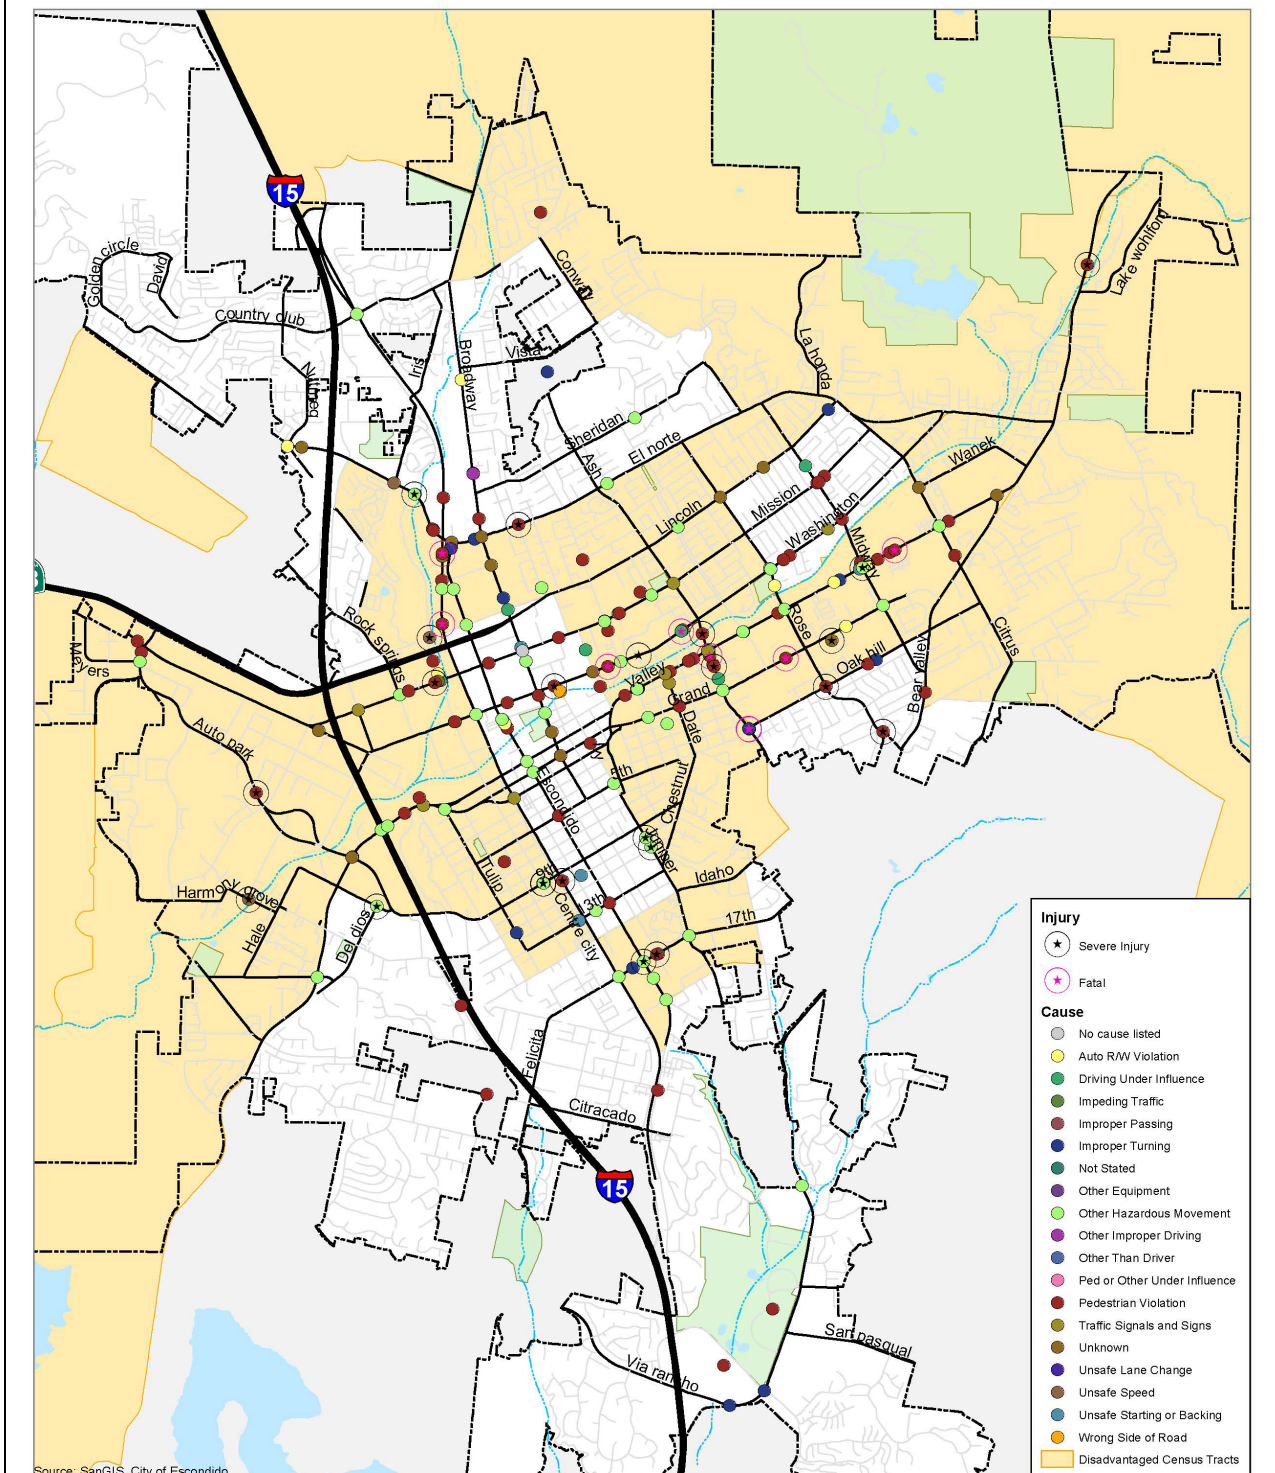 15
Golden circle
David
Country club
Nutmeg
Iris
Broadway
Vista
Conway
La honda
Lake wohlford
Sheridan
Ash
El norte
Wanek
Lincoln
Mission
Washington
Midway
Rock springs
Rose
Citrus
Meyers
Oak hill
Bear valley
Valley
Grand
Date
Auto park
5th
Escondido
Chestnut
Juniper
Tulip
9th
Idaho
Harmony grove
13th
17th
Hale
Del dios
Centre city
Felicita
Citracado
15
San pasqual
Via rancho
Source: SanGIS, City of Escondido
Injury
Severe Injury
Fatal
Cause
No cause listed
Auto R/W Violation
Driving Under Influence
Impeding Traffic
Improper Passing
Improper Turning
Not Stated
Other Equipment
Other Hazardous Movement
Other Improper Driving
Other Than Driver
Ped or Other Under Influence
Pedestrian Violation
Traffic Signals and Signs
Unknown
Unsafe Lane Change
Unsafe Speed
Unsafe Starting or Backing
Wrong Side of Road
Disadvantaged Census Tracts